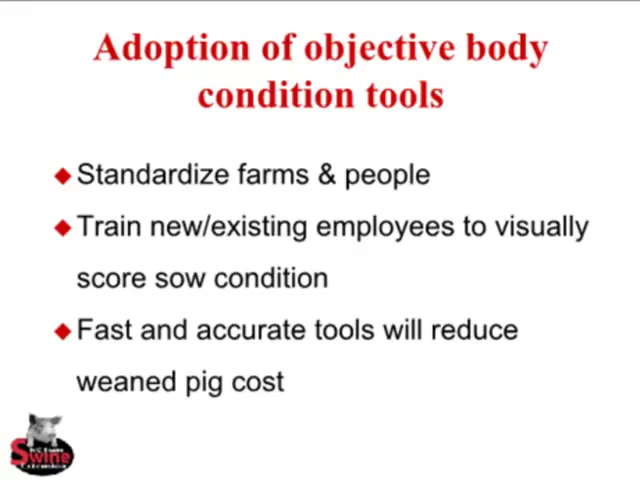 Adoption of objective body
condition tools
Standardize farms & people
Train new/existing employees to visually
score sow condition
Fast and accurate tools will reduce
weaned pig cost
Swine